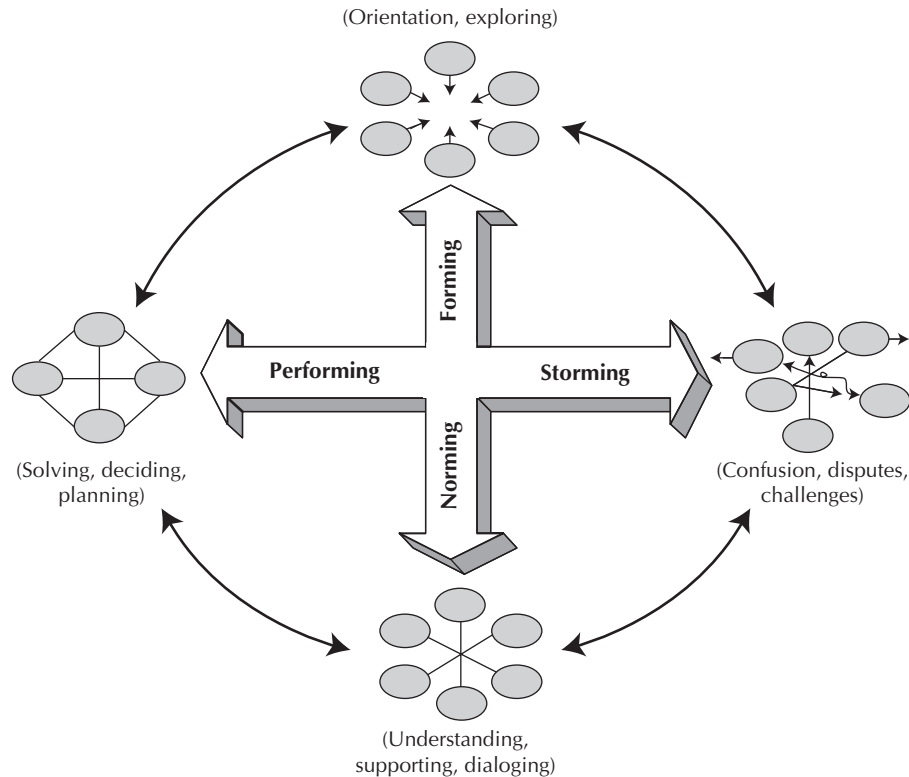 (Orientation, exploring)
Forming
Performing
Storming
Norming
(Solving, deciding,
planning)
(Confusion, disputes,
challenges)
(Understanding,
supporting, dialoging)